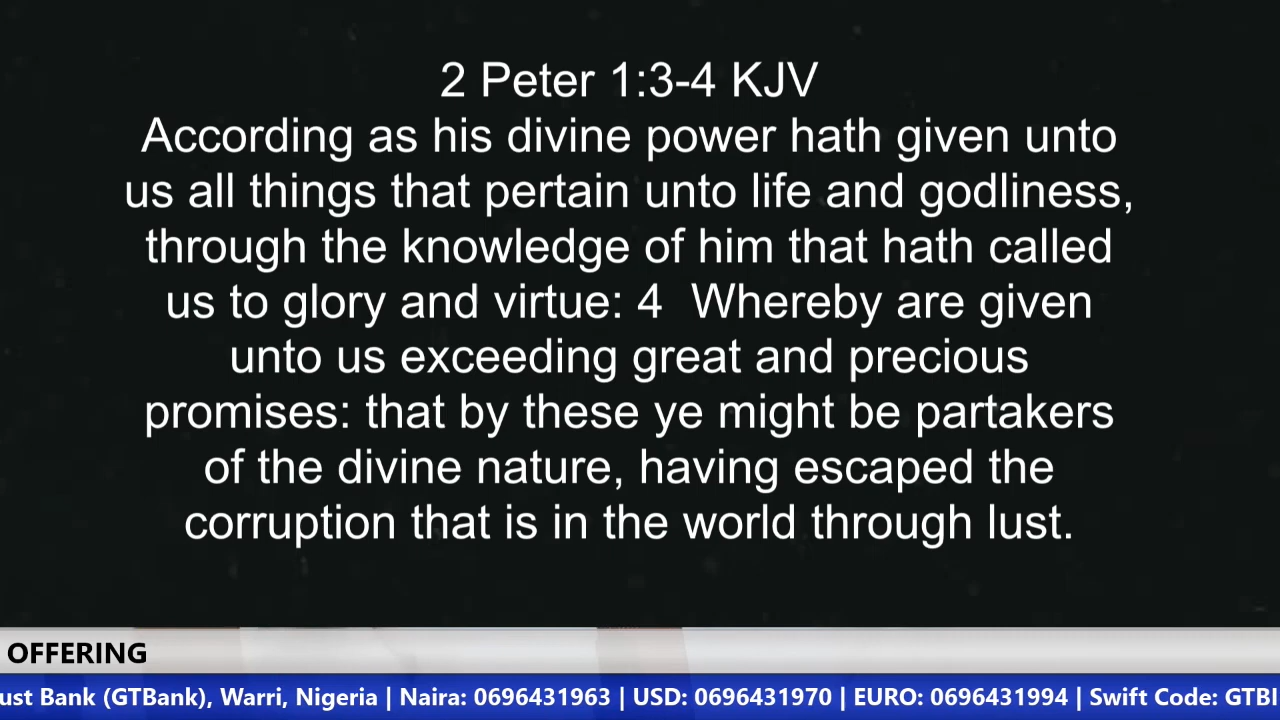 2 Peter 1:3-4 KJV
According as his divine power hath given unto
us all things that pertain unto life and godliness,
through the knowledge of him that hath called
us to glory and virtue: 4  Whereby are given
unto us exceeding great and precious
promises: that by these ye might be partakers
of the divine nature, having escaped the
corruption that is in the world through lust.
OFFERING
ust Bank (GTBank), Warri, Nigeria | Naira: 0696431963 | USD: 0696431970 | EURO: 0696431994 | Swift Code: